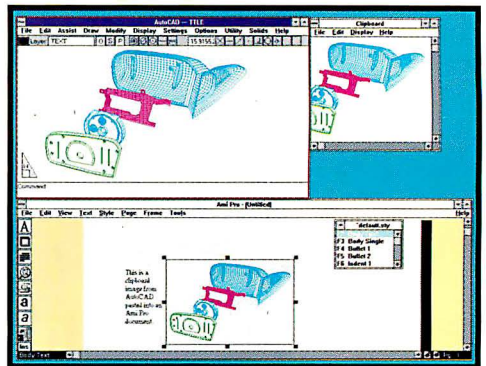 AutoCAD — TTLE
File Edit Assist Draw Modify Display Settings Options Utility Solids Help
Layer TEXT O S P
Command
Clipboard
File Edit Display Help
Ami Pro - [Untitled]
File Edit View Text Style Page Frame Tools Help
"default.sty
F3 Body Single
F4 Bullet 1
F5 Bullet 2
F6 Indent 1
This is a
clipboard
image from
AutoCAD
pasted into an
Ami Pro
document.
A
a
a
Ins
Body Text